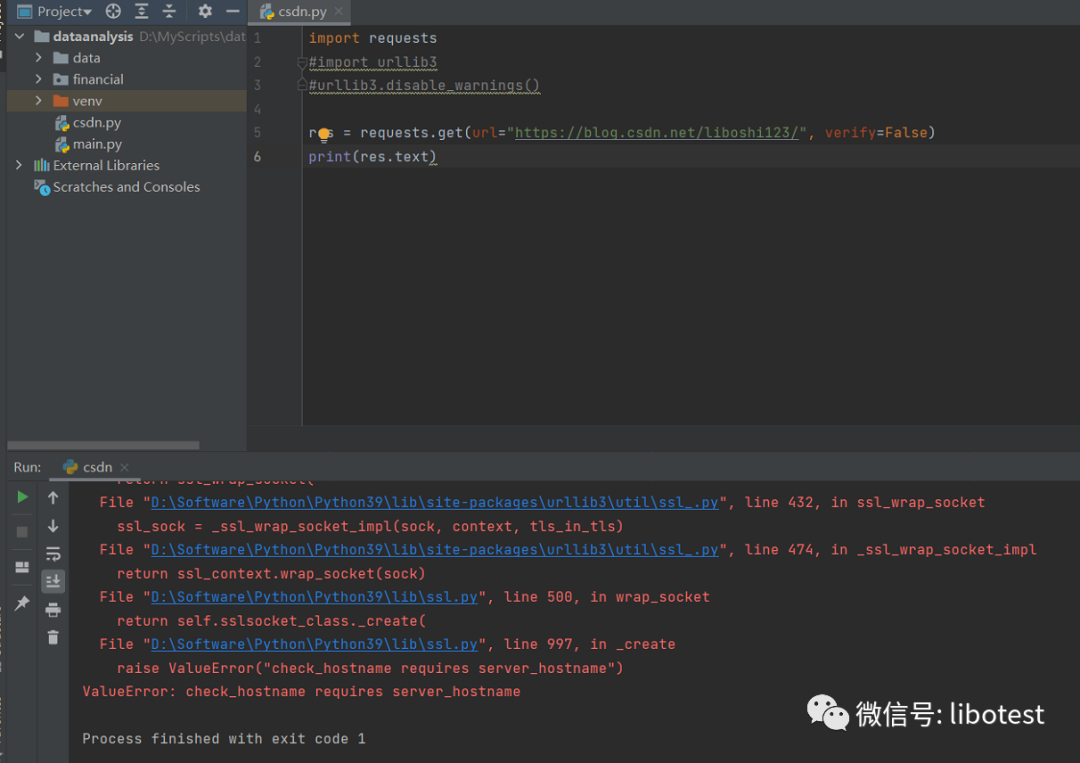 Project
csdn.py
dataanalysis D:\MyScripts\dat
data
financial
venv
csdn.py
main.py
External Libraries
Scratches and Consoles
1 import requests
2 #import urllib3
3 #urllib3.disable_warnings()
4
5 res = requests.get(url="https://blog.csdn.net/liboshi123/", verify=False)
6 print(res.text)
Run: csdn
return ssl_wrap_socket(
File "D:\Software\Python\Python39\lib\site-packages\urllib3\util\ssl_.py", line 432, in ssl_wrap_socket
ssl_sock = _ssl_wrap_socket_impl(sock, context, tls_in_tls)
File "D:\Software\Python\Python39\lib\site-packages\urllib3\util\ssl_.py", line 474, in _ssl_wrap_socket_impl
return ssl_context.wrap_socket(sock)
File "D:\Software\Python\Python39\lib\ssl.py", line 500, in wrap_socket
return self.sslsocket_class._create(
File "D:\Software\Python\Python39\lib\ssl.py", line 997, in _create
raise ValueError("check_hostname requires server_hostname")
ValueError: check_hostname requires server_hostname
微信号: libotest
Process finished with exit code 1